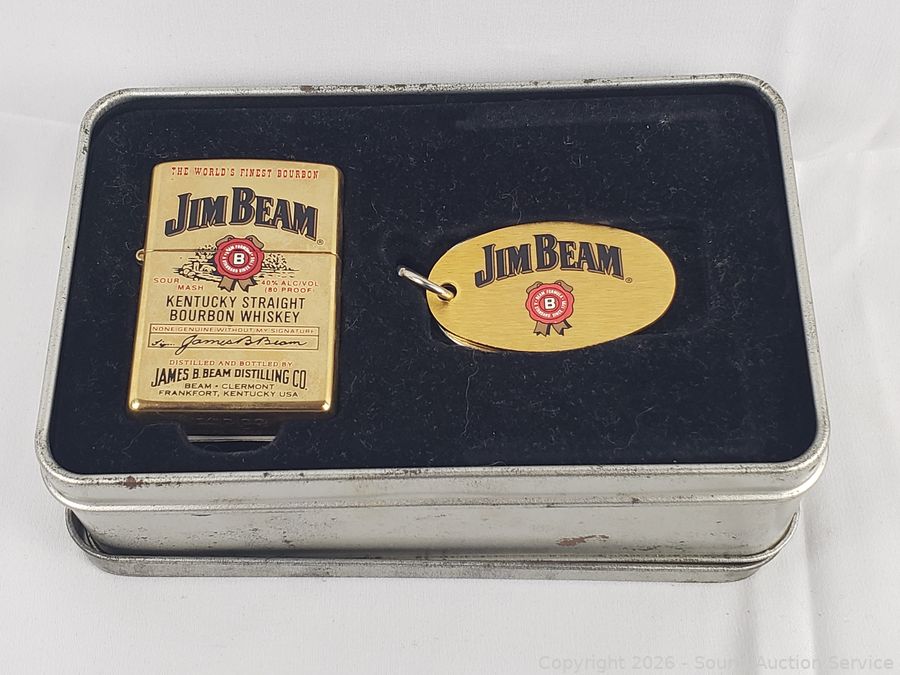 THE WORLD'S FINEST BOURBON
JIM BEAM®
B
SOUR MASH
40% ALC/VOL
(80 PROOF)
KENTUCKY STRAIGHT
BOURBON WHISKEY
NONE GENUINE WITHOUT MY SIGNATURE
James B. Beam
DISTILLED AND BOTTLED BY
JAMES B. BEAM DISTILLING CO.
BEAM • CLERMONT
FRANKFORT, KENTUCKY USA
JIM BEAM®
B
Copyright 2026 - Sound Auction Service